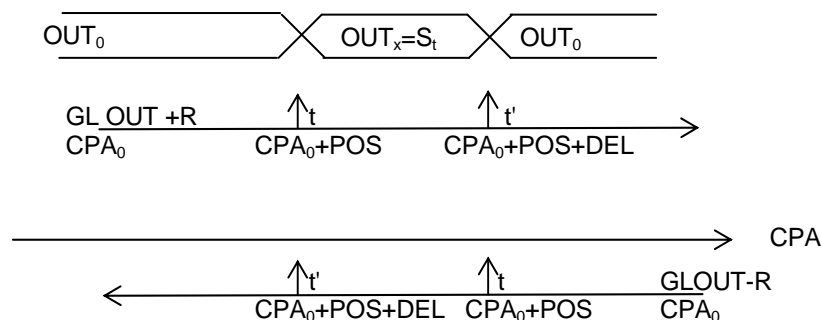 OUT₀ OUTₓ=Sₜ OUT₀
GL OUT +R t t'
CPA₀ CPA₀+POS CPA₀+POS+DEL
CPA
t' t GLOUT-R
CPA₀+POS+DEL CPA₀+POS CPA₀